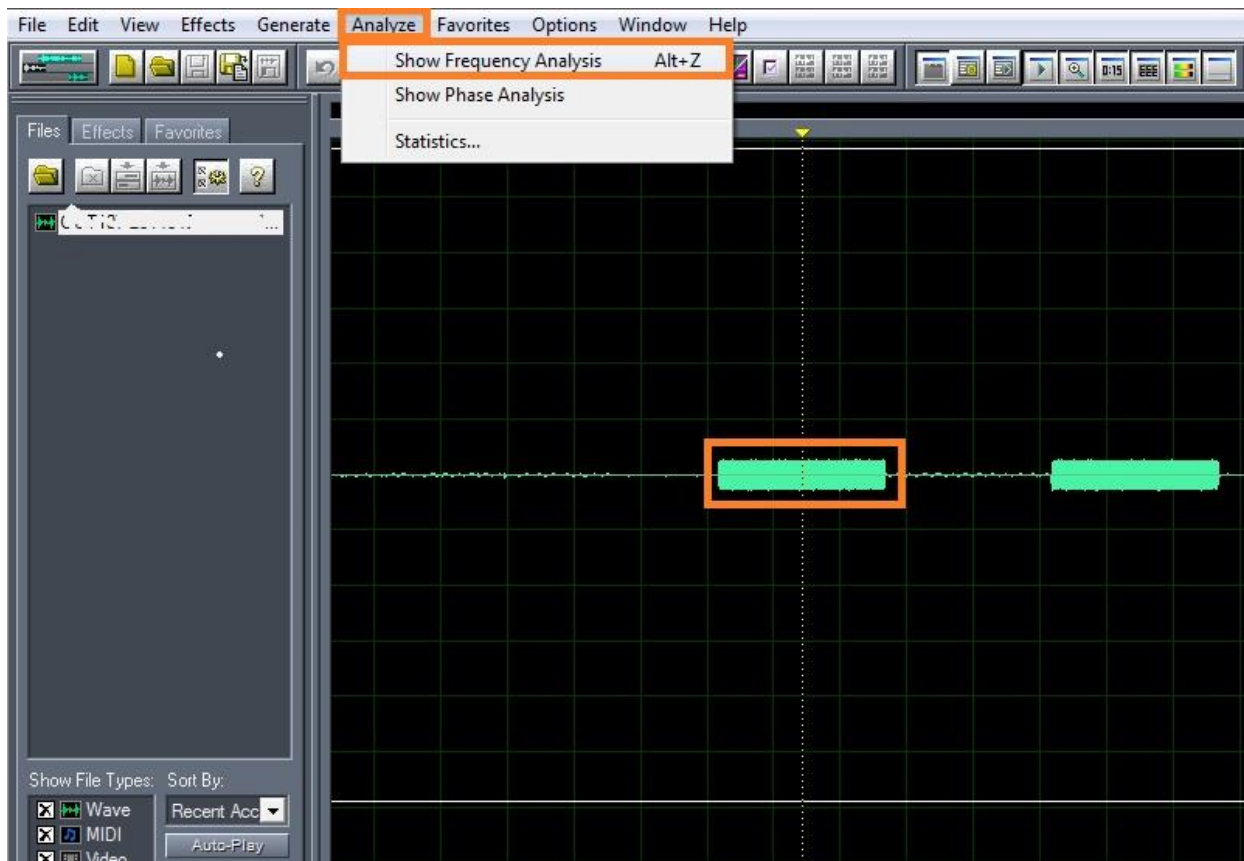 File Edit View Effects Generate Analyze Favorites Options Window Help
Show Frequency Analysis Alt+Z
Show Phase Analysis
Statistics...
0:15
Files Effects Favorites
Show File Types: Sort By:
Wave Recent Acc
MIDI Auto-Play
Video